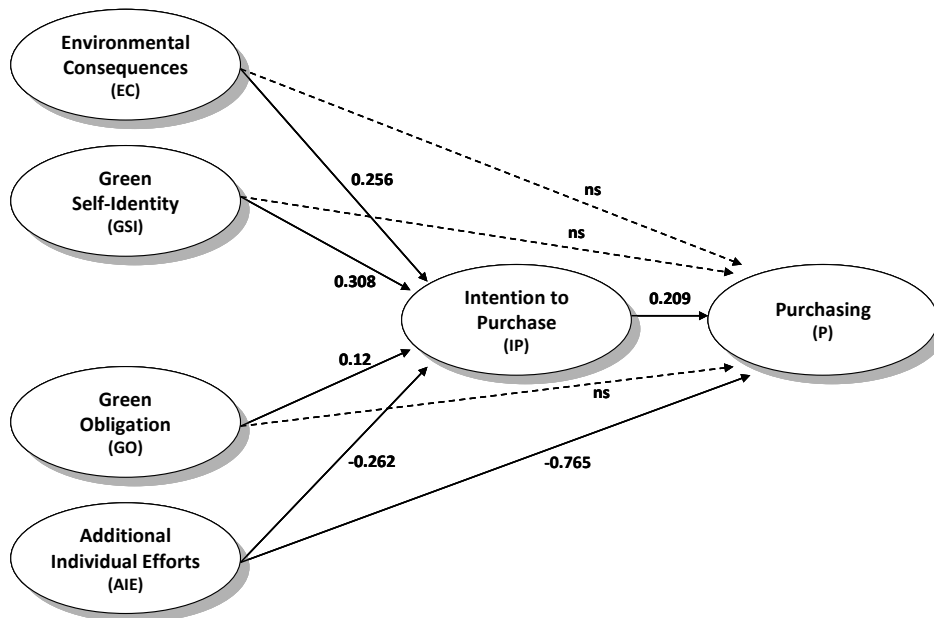 Environmental
Consequences
(EC)
ns
0.256
Green
Self-Identity
(GSI)
ns
0.308
Intention to
Purchase
(IP)
0.209
Purchasing
(P)
0.12
Green
Obligation
(GO)
ns
-0.262
-0.765
Additional
Individual Efforts
(AIE)